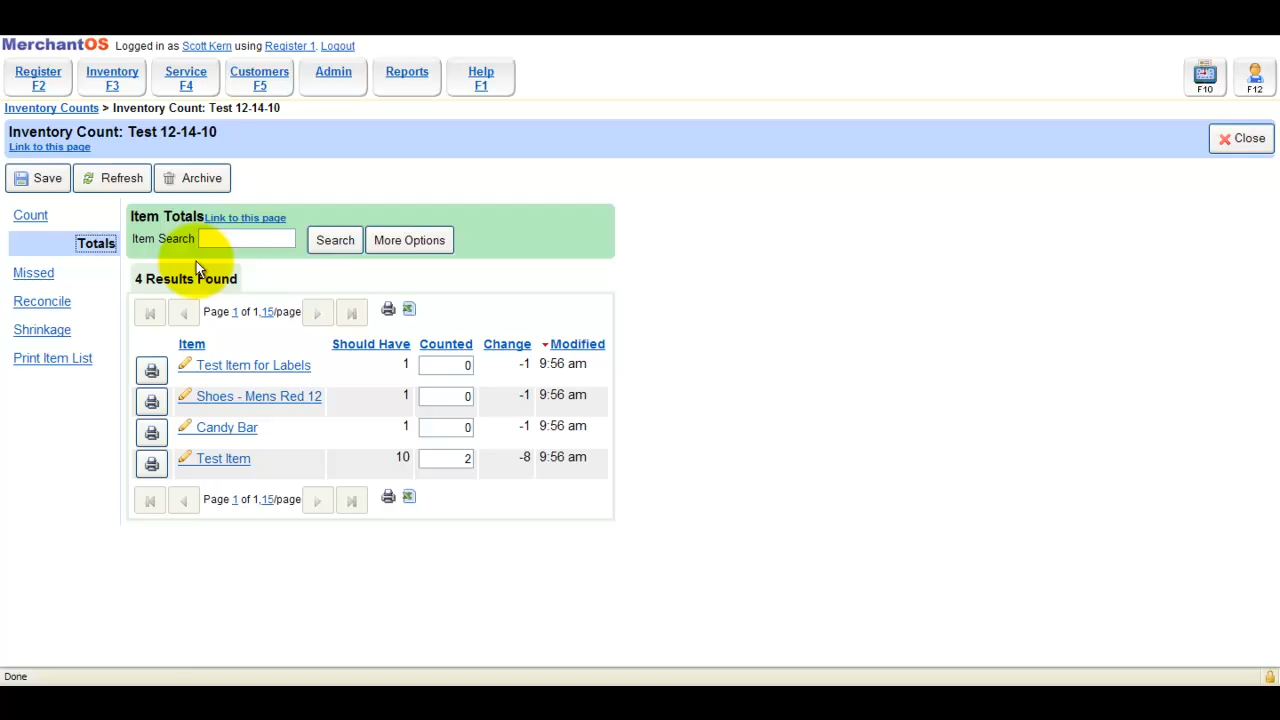 MerchantOS Logged in as Scott Kern using Register 1. Logout
Register F2
Inventory F3
Service F4
Customers F5
Admin
Reports
Help F1
F10
F12
Inventory Counts > Inventory Count: Test 12-14-10
Inventory Count: Test 12-14-10
Link to this page
Close
Save
Refresh
Archive
Count
Totals
Missed
Reconcile
Shrinkage
Print Item List
Item Totals Link to this page
Item Search
Search
More Options
4 Results Found
Page 1 of 1,15/page
Item Should Have Counted Change Modified
Test Item for Labels 1 0 -1 9:56 am
Shoes - Mens Red 12 1 0 -1 9:56 am
Candy Bar 1 0 -1 9:56 am
Test Item 10 2 -8 9:56 am
Page 1 of 1,15/page
Done